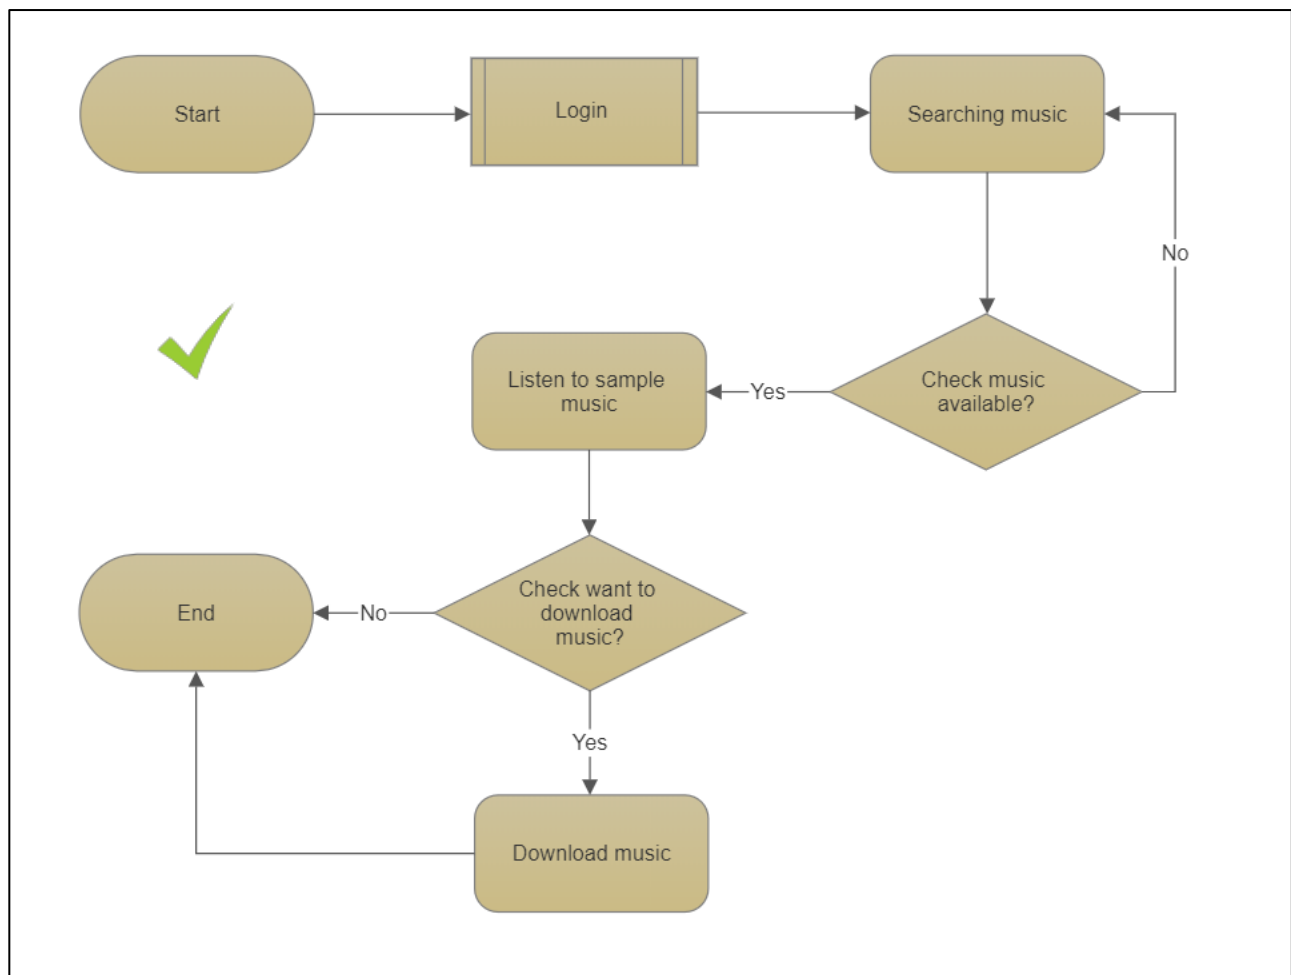 Start
Login
Searching music
No
Check music
available?
Yes
Listen to sample
music
Check want to
download
music?
No
End
Yes
Download music